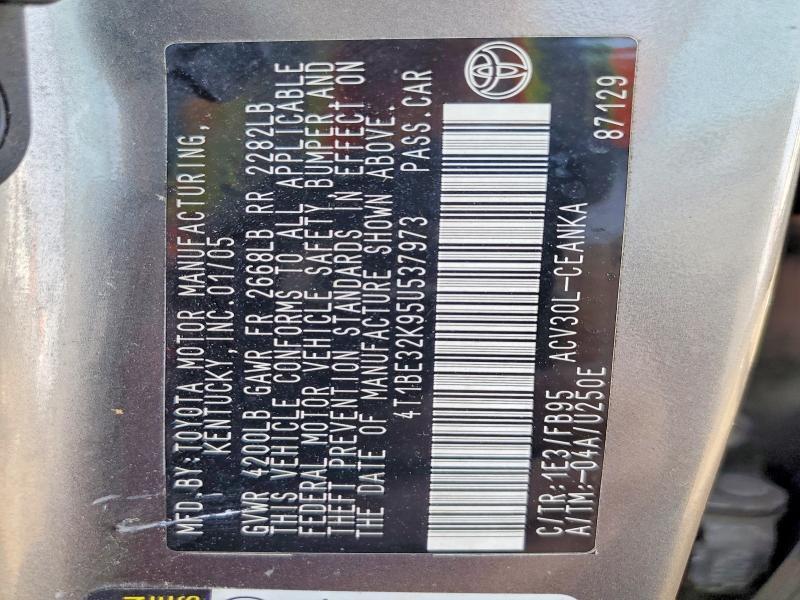 MFD.BY:TOYOTA MOTOR MANUFACTURING,
KENTUCKY, INC.01/05
GVWR 4200LB GAWR FR 2668LB RR 2282LB
THIS VEHICLE CONFORMS TO ALL APPLICABLE
FEDERAL MOTOR VEHICLE SAFETY, BUMPER,AND
THEFT PREVENTION STANDARDS IN EFFECT ON
THE DATE OF MANUFACTURE SHOWN ABOVE.
4T1BE32K95U537973 PASS.CAR
C/TR:1E3/FB95 ACV30L-CEANKA
A/TM:-04A/U250E 87129